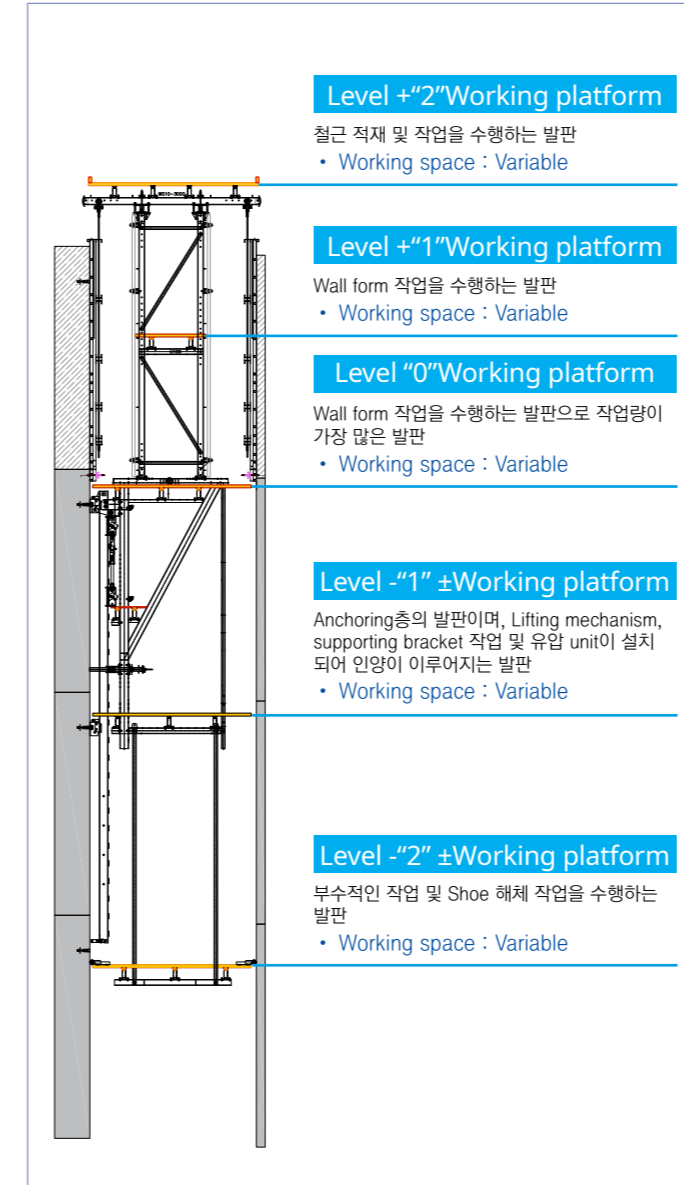 Level +“2”Working platform
철근 적재 및 작업을 수행하는 발판
• Working space : Variable
Level +“1”Working platform
Wall form 작업을 수행하는 발판
• Working space : Variable
Level “0”Working platform
Wall form 작업을 수행하는 발판으로 작업량이
가장 많은 발판
• Working space : Variable
Level -“1” ±Working platform
Anchoring층의 발판이며, Lifting mechanism,
supporting bracket 작업 및 유압 unit이 설치
되어 인양이 이루어지는 발판
• Working space : Variable
Level -“2” ±Working platform
부수적인 작업 및 Shoe 해체 작업을 수행하는
발판
• Working space : Variable